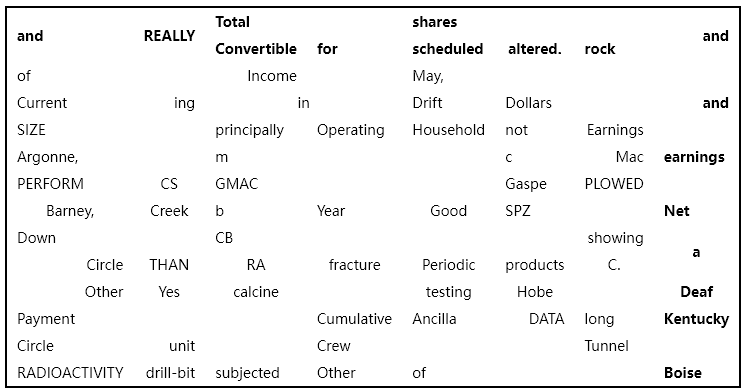 and REALLY Total Convertible for shares scheduled altered. rock and
of Income May,
Current ing in Drift Dollars and
SIZE principally Operating Household not Earnings
Argonne, m c Mac earnings
PERFORM CS GMAC Gaspe PLOWED
Barney, Creek b Year Good SPZ Net
Down CB showing a
Circle THAN RA fracture Periodic products C.
Other Yes calcine testing Hobe Deaf
Payment Cumulative Ancilla DATA long Kentucky
Circle unit Crew Tunnel
RADIOACTIVITY drill-bit subjected Other of Boise